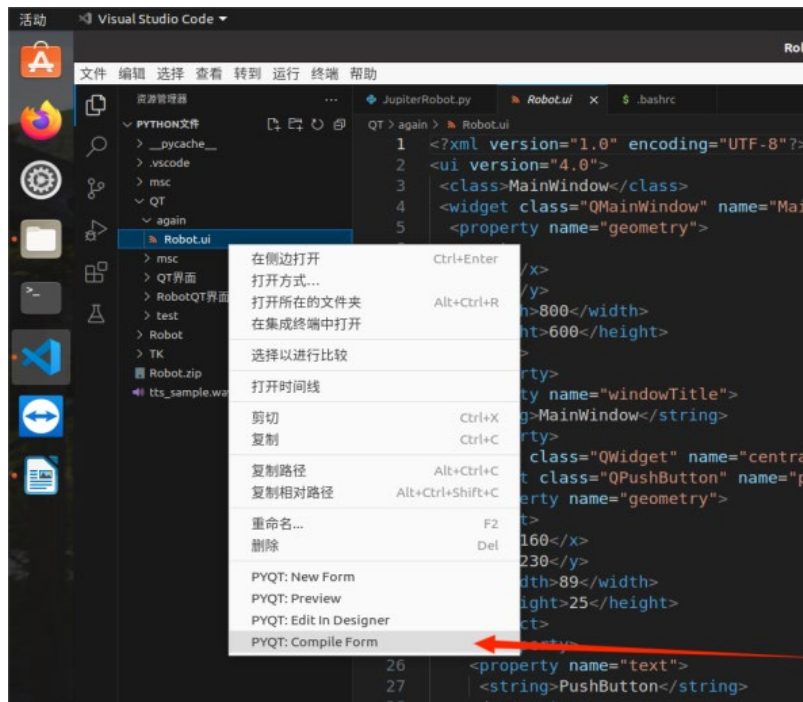 活动
Visual Studio Code
文件 编辑 选择 查看 转到 运行 终端 帮助
资源管理器
JupiterRobot.py
Robot.ui
.bashrc
PYTHON文件
QT > again > Robot.ui
__pycache__
.vscode
msc
QT
again
Robot.ui
msc
QT界面
RobotQT界面
test
Robot
TK
Robot.zip
tts_sample.wa
1 <?xml version="1.0" encoding="UTF-8"?>
2 <ui version="4.0">
3 <class>MainWindow</class>
4 <widget class="QMainWindow" name="Mai
5 <property name="geometry">
/x>
/y>
>800</width>
ht>600</height>
>
rty>
ty name="windowTitle">
g>MainWindow</string>
rty>
class="QWidget" name="centra
t class="QPushButton" name="p
erty name="geometry">
t>
160</x>
230</y>
dth>89</width>
ight>25</height>
ct>
26 <property name="text">
27 <string>PushButton</string>
在侧边打开 Ctrl+Enter
打开方式...
打开所在的文件夹 Alt+Ctrl+R
在集成终端中打开
选择以进行比较
打开时间线
剪切 Ctrl+X
复制 Ctrl+C
复制路径 Alt+Ctrl+C
复制相对路径 Alt+Ctrl+Shift+C
重命名... F2
删除 Del
PYQT: New Form
PYQT: Preview
PYQT: Edit In Designer
PYQT: Compile Form